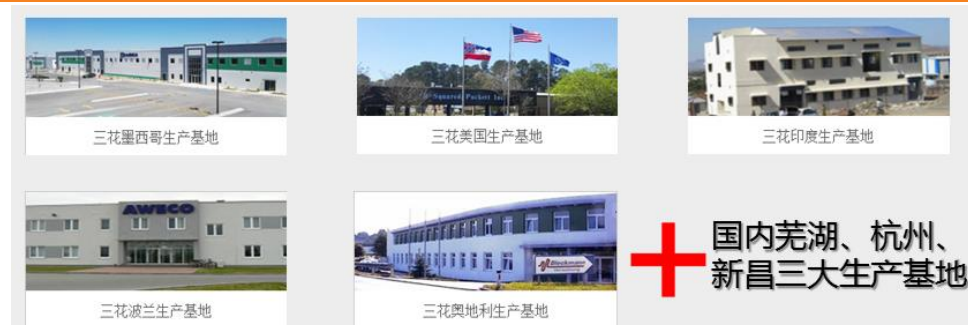 三花墨西哥生产基地
三花美国生产基地
三花印度生产基地
AWECO
三花波兰生产基地
三花奥地利生产基地
国内芜湖、杭州、
新昌三大生产基地